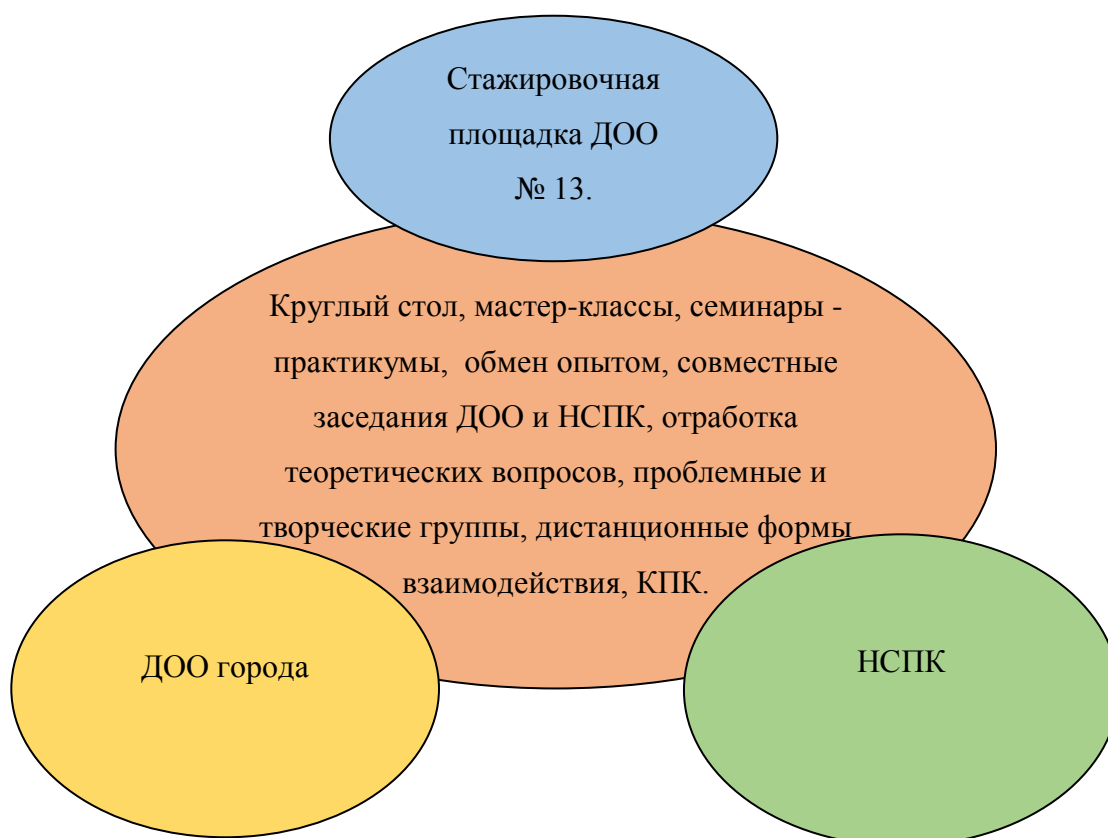 Стажировочная
площадка ДОО
№ 13.
Круглый стол, мастер-классы, семинары -
практикумы,  обмен опытом, совместные
заседания ДОО и НСПК, отработка
теоретических вопросов, проблемные и
творческие группы, дистанционные формы
взаимодействия, КПК.
ДОО города
НСПК